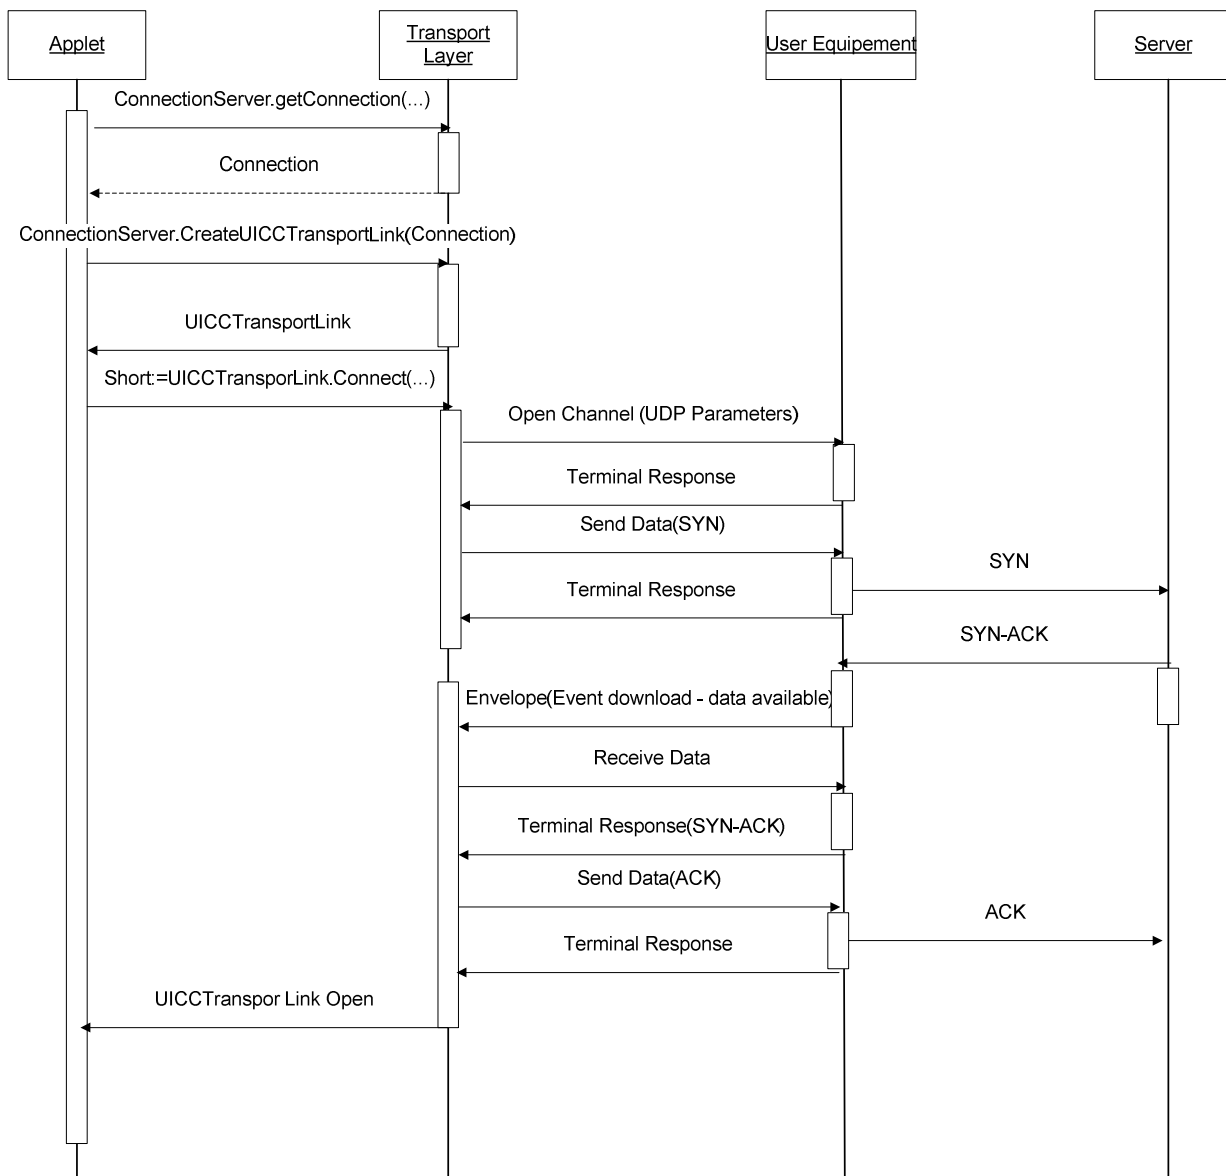 Applet
Transport
Layer
User Equipement
Server
ConnectionServer.getConnection(...)
Connection
ConnectionServer.CreateUICCTransportLink(Connection)
UICCTransportLink
Short:=UICCTransporLink.Connect(...)
Open Channel (UDP Parameters)
Terminal Response
Send Data(SYN)
SYN
Terminal Response
SYN-ACK
Envelope(Event download - data available)
Receive Data
Terminal Response(SYN-ACK)
Send Data(ACK)
ACK
Terminal Response
UICCTranspor Link Open